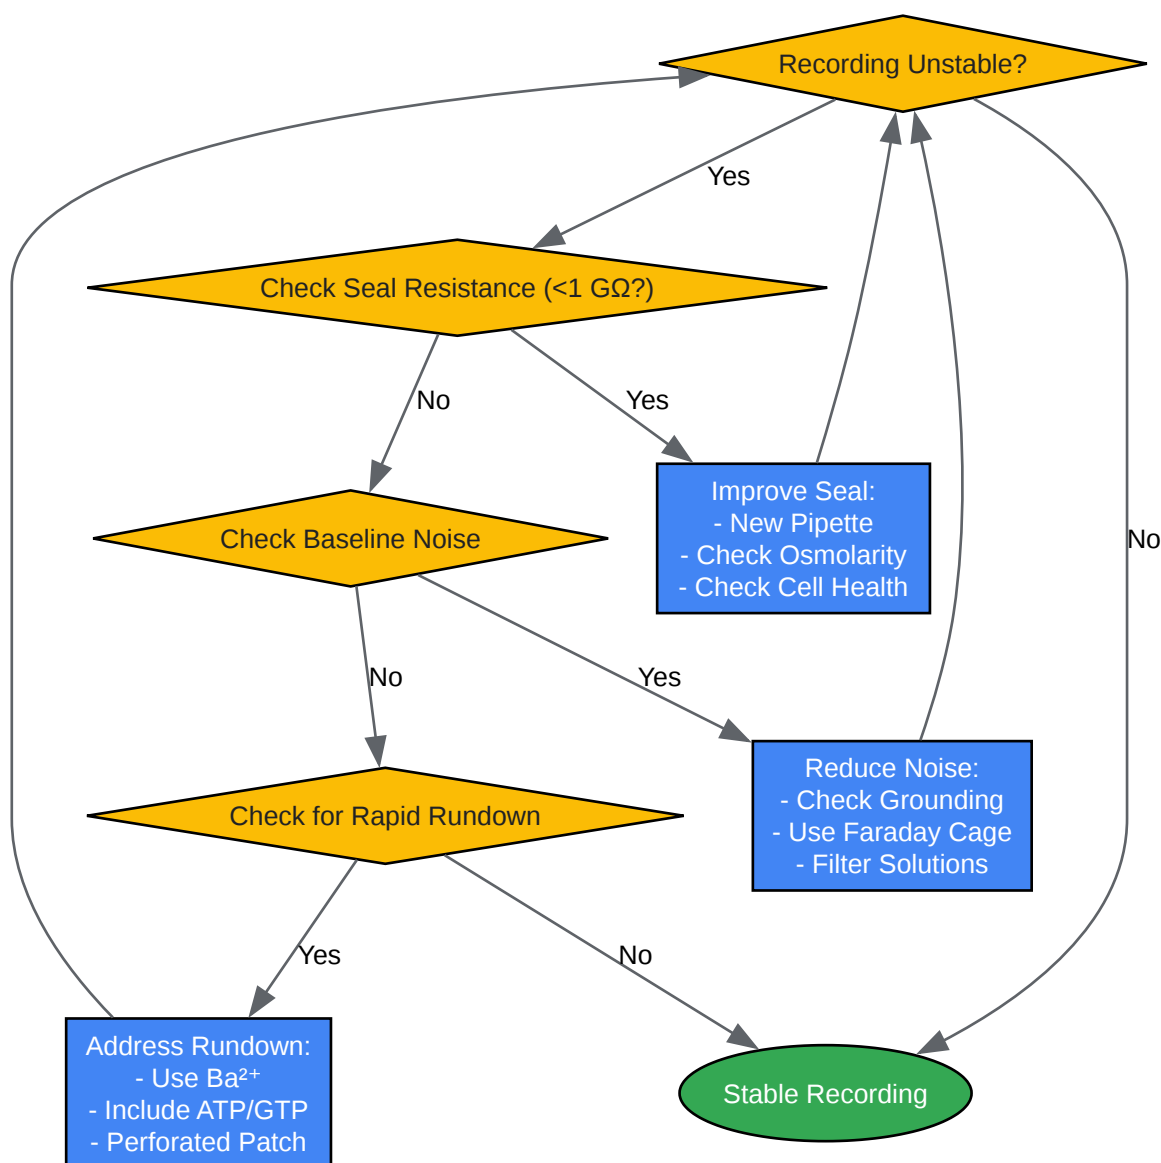 Recording Unstable?
Yes
Check Seal Resistance (<1 GΩ?)
No
Yes
Improve Seal:
- New Pipette
- Check Osmolarity
- Check Cell Health
Check Baseline Noise
No
No
Yes
Reduce Noise:
- Check Grounding
- Use Faraday Cage
- Filter Solutions
Check for Rapid Rundown
Yes
No
Address Rundown:
- Use Ba²⁺
- Include ATP/GTP
- Perforated Patch
Stable Recording